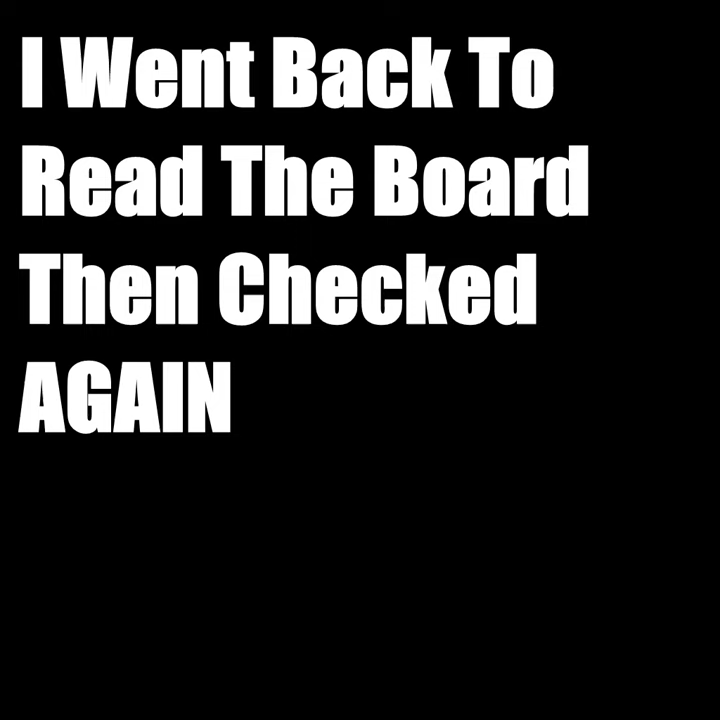 I Went Back To
Read The Board
Then Checked
AGAIN